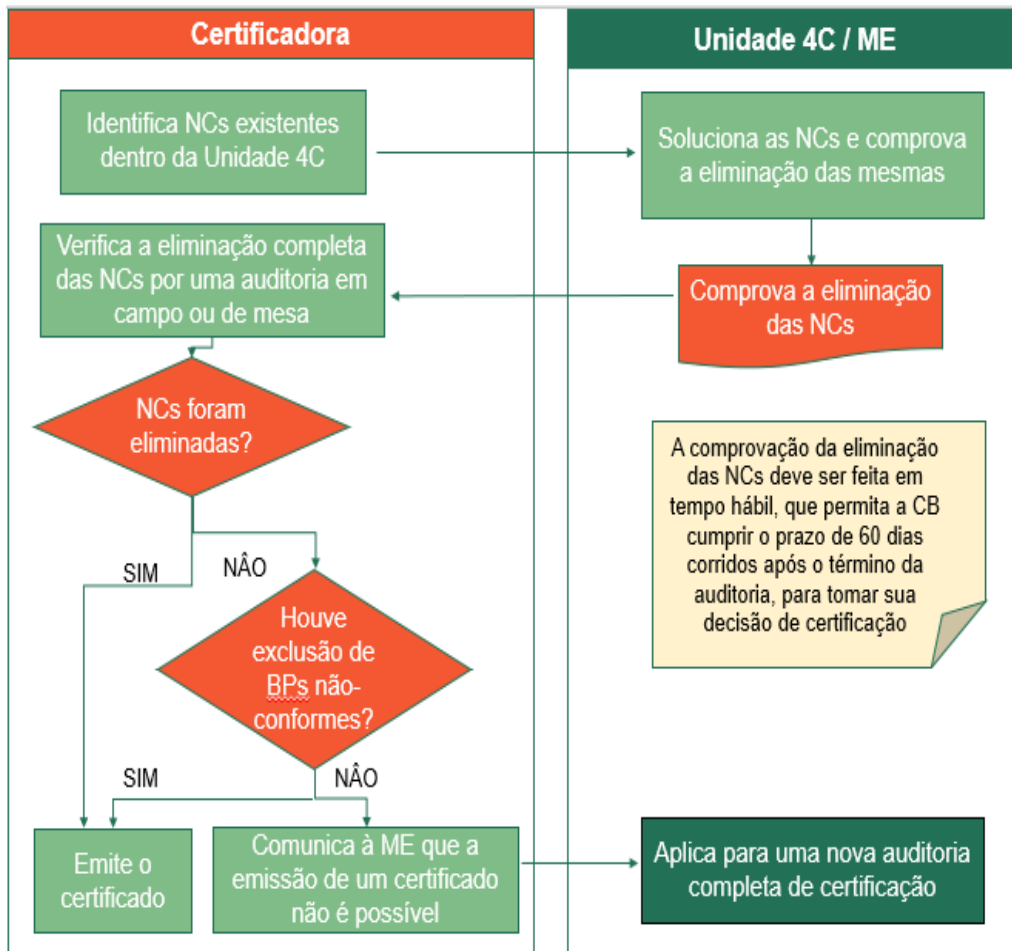 Certificadora
Unidade 4C / ME
Identifica NCs existentes
dentro da Unidade 4C
Soluciona as NCs e comprova
a eliminação das mesmas
Verifica a eliminação completa
das NCs por uma auditoria em
campo ou de mesa
Comprova a eliminação
das NCs
NCs foram
eliminadas?
A comprovação da eliminação
das NCs deve ser feita em
tempo hábil, que permita a CB
cumprir o prazo de 60 dias
corridos após o término da
auditoria, para tomar sua
decisão de certificação
SIM
NÂO
Houve
exclusão de
BPs não-
conformes?
SIM
NÂO
Emite o
certificado
Comunica à ME que a
emissão de um certificado
não é possível
Aplica para uma nova auditoria
completa de certificação